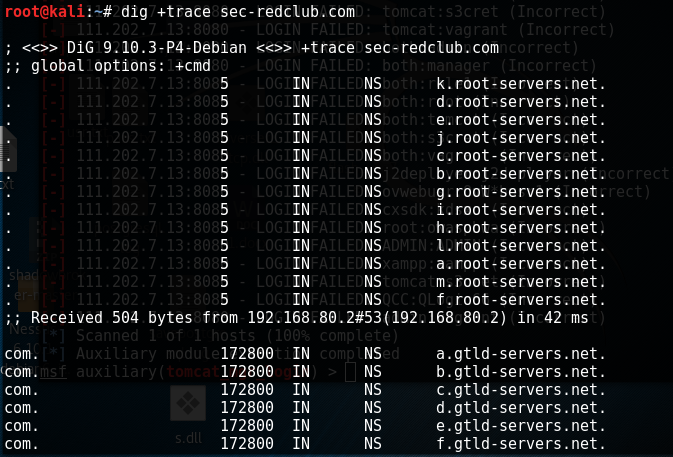 root@kali:~# dig +trace sec-redclub.com
; <<>> DiG 9.10.3-P4-Debian <<>> +trace sec-redclub.com
;; global options: +cmd
. 5 IN NS k.root-servers.net.
. 5 IN NS d.root-servers.net.
. 5 IN NS e.root-servers.net.
. 5 IN NS j.root-servers.net.
. 5 IN NS c.root-servers.net.
. 5 IN NS b.root-servers.net.
. 5 IN NS g.root-servers.net.
. 5 IN NS i.root-servers.net.
. 5 IN NS h.root-servers.net.
. 5 IN NS l.root-servers.net.
. 5 IN NS a.root-servers.net.
. 5 IN NS m.root-servers.net.
. 5 IN NS f.root-servers.net.
;; Received 504 bytes from 192.168.80.2#53(192.168.80.2) in 42 ms
[*] Scanned 1 of 1 hosts (100% complete)
com. 172800 IN NS a.gtld-servers.net.
com. 172800 IN NS b.gtld-servers.net.
com. 172800 IN NS c.gtld-servers.net.
com. 172800 IN NS d.gtld-servers.net.
com. 172800 IN NS e.gtld-servers.net.
com. 172800 IN NS f.gtld-servers.net.
s.dll